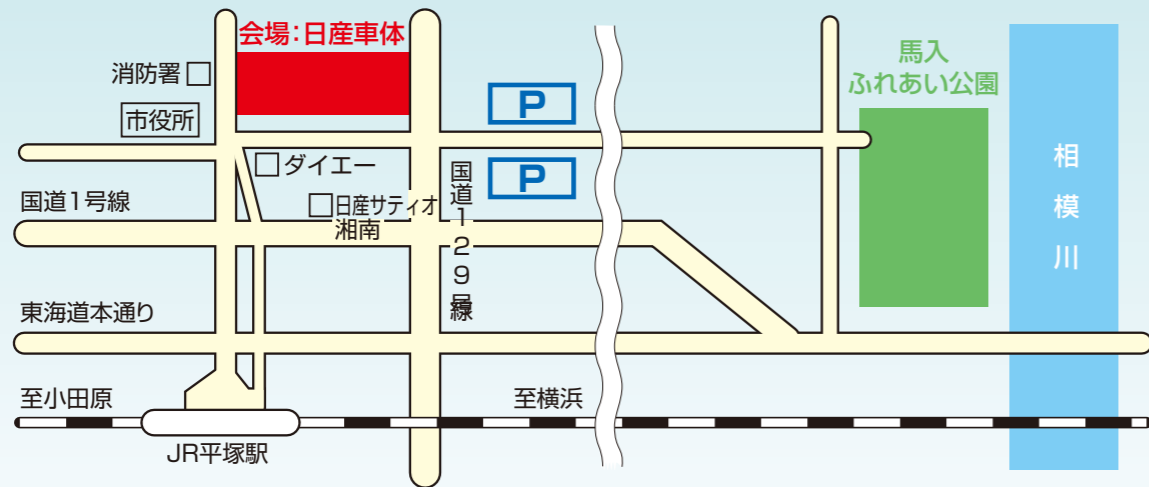 会場:日産車体
消防署
市役所
P
馬入
ふれあい公園
ダイエー
P
相模川
国道1号線
日産サティオ
湘南
国道129号線
東海道本通り
至小田原
至横浜
JR平塚駅